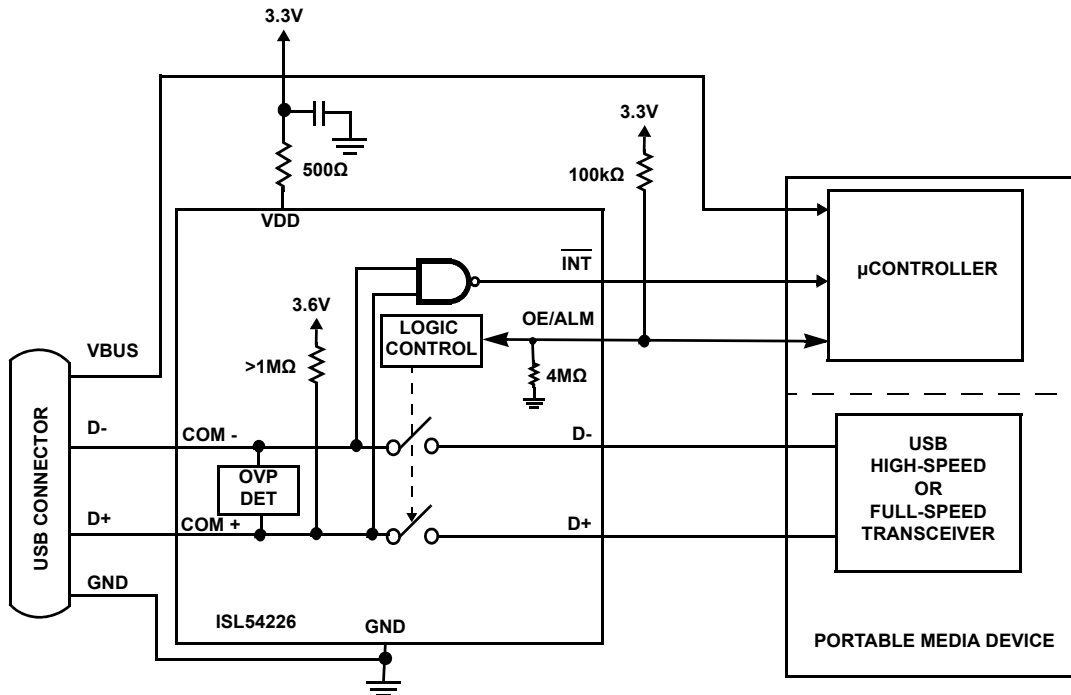 3.3V
500Ω
VDD
3.3V
100kΩ
INT
µCONTROLLER
3.6V
LOGIC
CONTROL
OE/ALM
>1MΩ
4MΩ
USB CONNECTOR
VBUS
D-
COM -
D-
OVP
DET
D+
COM +
D+
USB
HIGH-SPEED
OR
FULL-SPEED
TRANSCEIVER
GND
ISL54226
GND
PORTABLE MEDIA DEVICE